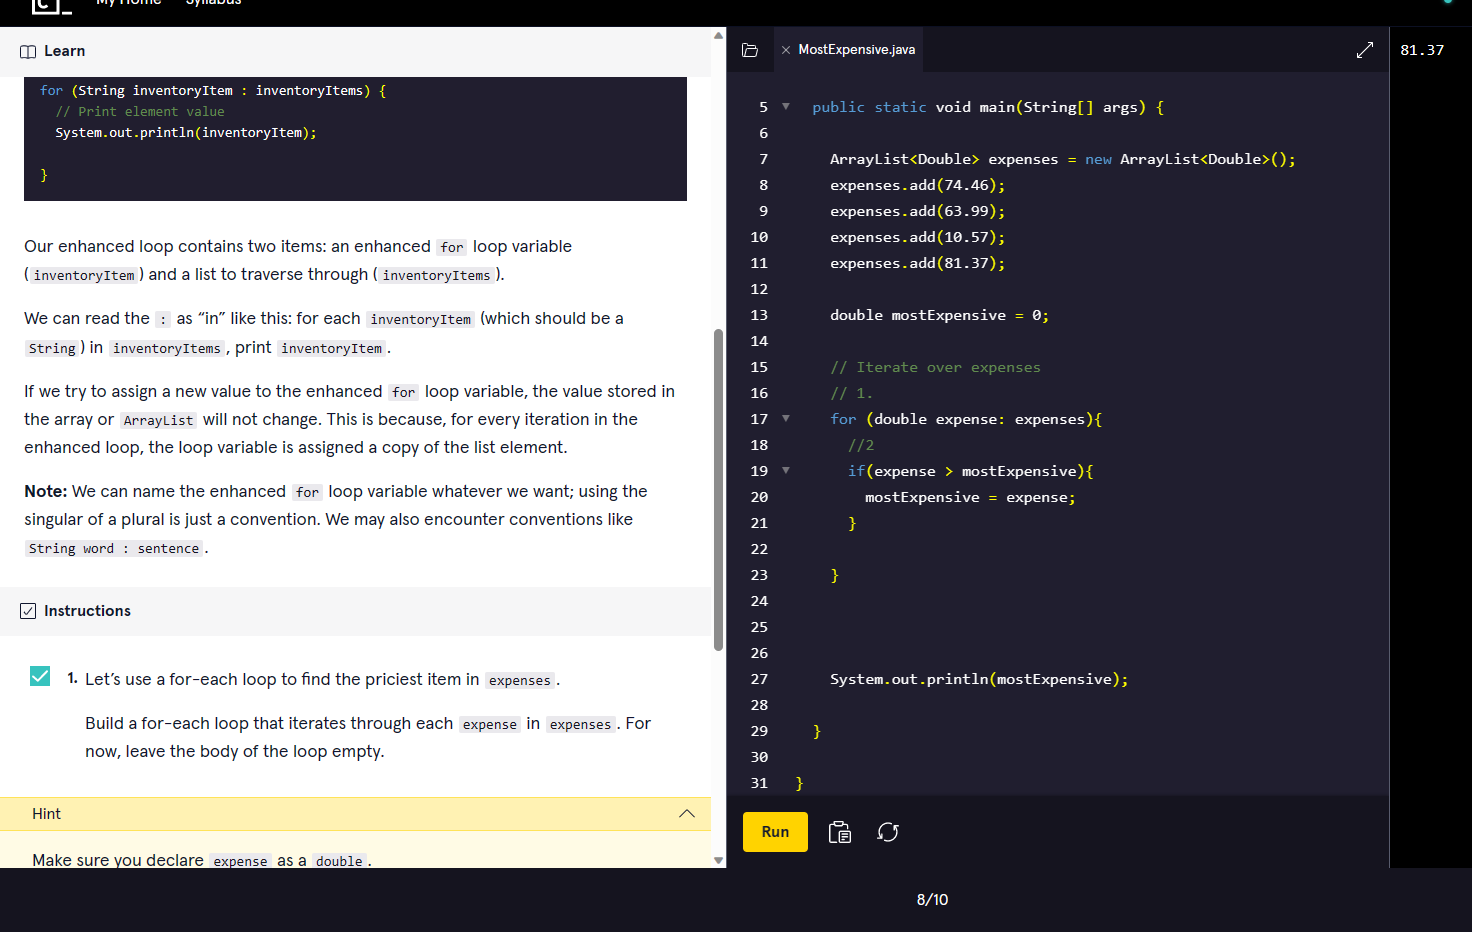 My Home Syllabus
Learn
for (String inventoryItem : inventoryItems) {
// Print element value
System.out.println(inventoryItem);
}
Our enhanced loop contains two items: an enhanced for loop variable
(inventoryItem) and a list to traverse through (inventoryItems).
We can read the : as “in” like this: for each inventoryItem (which should be a
String) in inventoryItems, print inventoryItem.
If we try to assign a new value to the enhanced for loop variable, the value stored in
the array or ArrayList will not change. This is because, for every iteration in the
enhanced loop, the loop variable is assigned a copy of the list element.
Note: We can name the enhanced for loop variable whatever we want; using the
singular of a plural is just a convention. We may also encounter conventions like
String word : sentence.
Instructions
1. Let’s use a for-each loop to find the priciest item in expenses.
Build a for-each loop that iterates through each expense in expenses. For
now, leave the body of the loop empty.
Hint
Make sure you declare expense as a double.
MostExpensive.java
5 public static void main(String[] args) {
6
7 ArrayList<Double> expenses = new ArrayList<Double>();
8 expenses.add(74.46);
9 expenses.add(63.99);
10 expenses.add(10.57);
11 expenses.add(81.37);
12
13 double mostExpensive = 0;
14
15 // Iterate over expenses
16 // 1.
17 for (double expense: expenses){
18 //2
19 if(expense > mostExpensive){
20 mostExpensive = expense;
21 }
22
23 }
24
25
26
27 System.out.println(mostExpensive);
28
29 }
30
31 }
Run
81.37
8/10